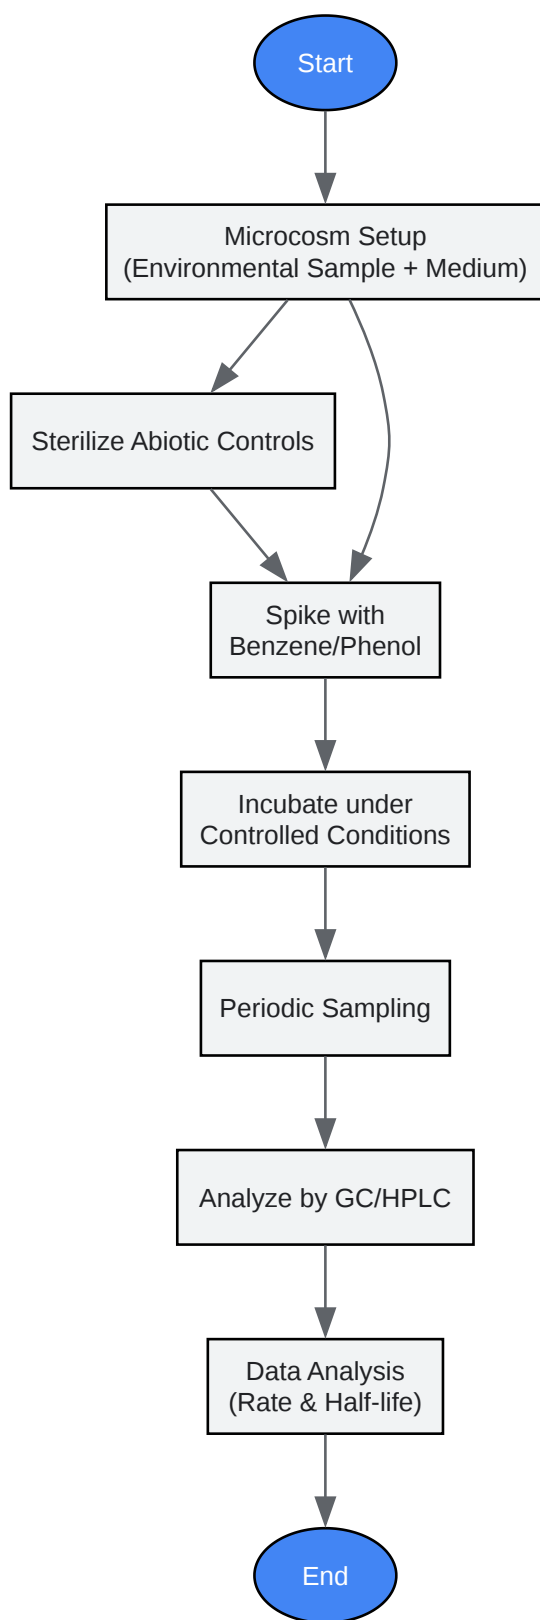 Start
Microcosm Setup
(Environmental Sample + Medium)
Sterilize Abiotic Controls
Spike with
Benzene/Phenol
Incubate under
Controlled Conditions
Periodic Sampling
Analyze by GC/HPLC
Data Analysis
(Rate & Half-life)
End